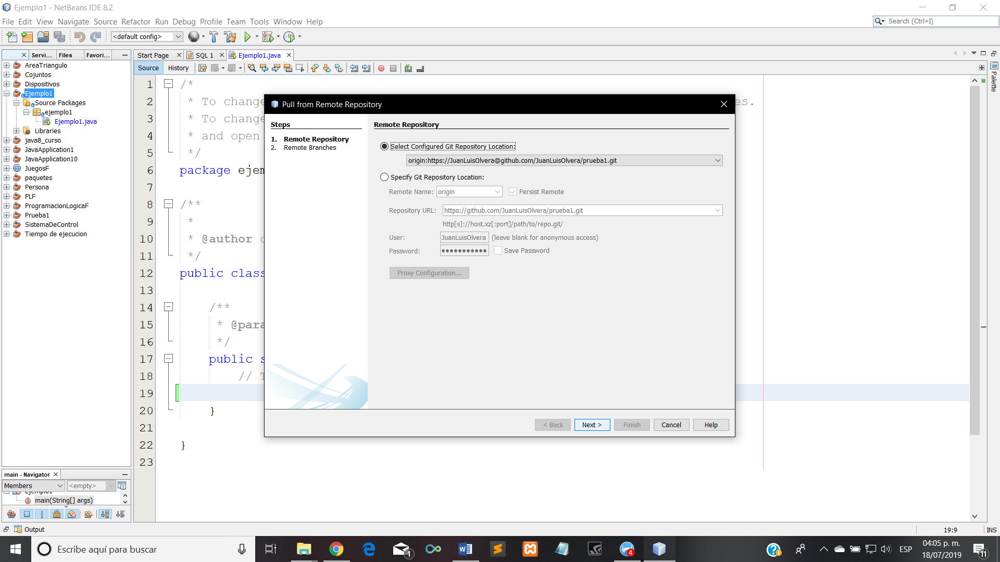 Ejemplo1 - NetBeans IDE 8.2
File Edit View Navigate Source Refactor Run Debug Profile Team Tools Window Help
Search (Ctrl+I)
<default config>
Servi... Files Favori...
Start Page SQL 1 Ejemplo1.java
Source History
AreaTriangulo
Cojuntos
Dispositivos
Ejemplo1
Source Packages
ejemplo1
Ejemplo1.java
Libraries
java8_curso
JavaApplication1
JavaApplication10
JuegosF
paquetes
Persona
PLF
ProgramacionLogicaF
Prueba1
SistemaDeControl
Tiempo de ejecucion
1 /*
2 * To change es.
3 * To change
4 * and open
5 */
6 package ejem
7
8 /**
9 *
10 * @author
11 */
12 public class
13
14 /**
15 * @para
16 */
17 public s
18 // T
19
20 }
21
22 }
23
Palette
Pull from Remote Repository
Steps
1. Remote Repository
2. Remote Branches
Remote Repository
Select Configured Git Repository Location:
origin:https://JuanLuisOlvera@github.com/JuanLuisOlvera/prueba1.git
Specify Git Repository Location:
Remote Name: origin Persist Remote
Repository URL: https://github.com/JuanLuisOlvera/prueba1.git
http[s]://host.xz[:port]/path/to/repo.git/
User: JuanLuisOlvera (leave blank for anonymous access)
Password: ●●●●●●●●●●● Save Password
Proxy Configuration...
< Back Next > Finish Cancel Help
main - Navigator
Members <empty>
Ejemplo1
main(String[] args)
Output
19:9 INS
Escribe aquí para buscar
1
4
ESP
04:05 p. m.
18/07/2019
11